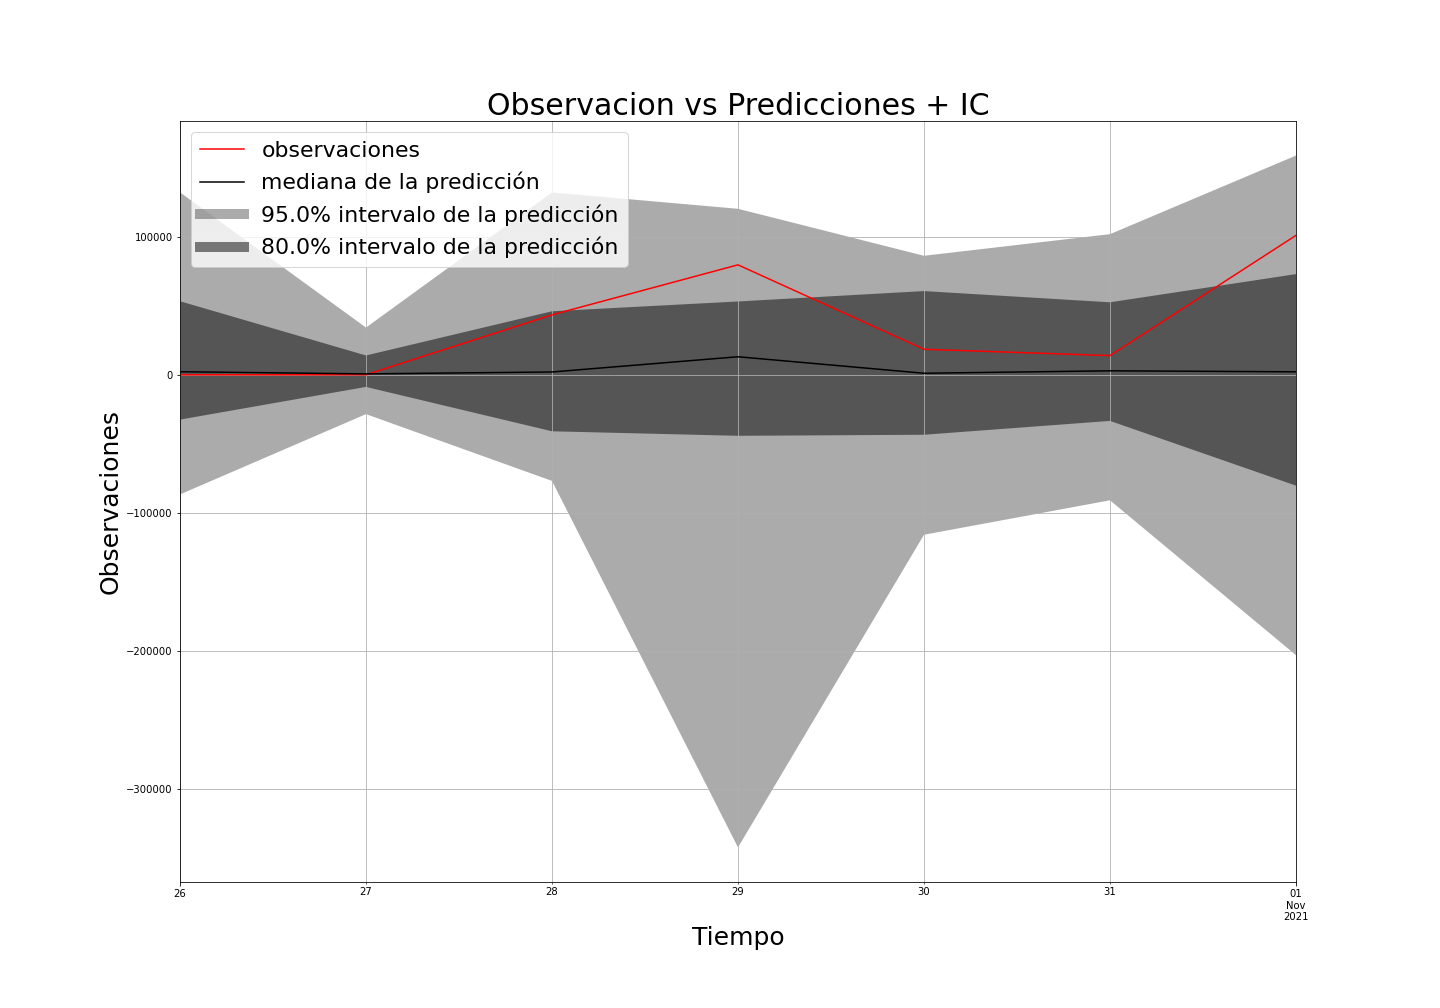 Observacion vs Predicciones + IC
observaciones
mediana de la predicción
95.0% intervalo de la predicción
80.0% intervalo de la predicción
100000
0
−100000
−200000
−300000
Observaciones
26 27 28 29 30 31 01
Nov
2021
Tiempo